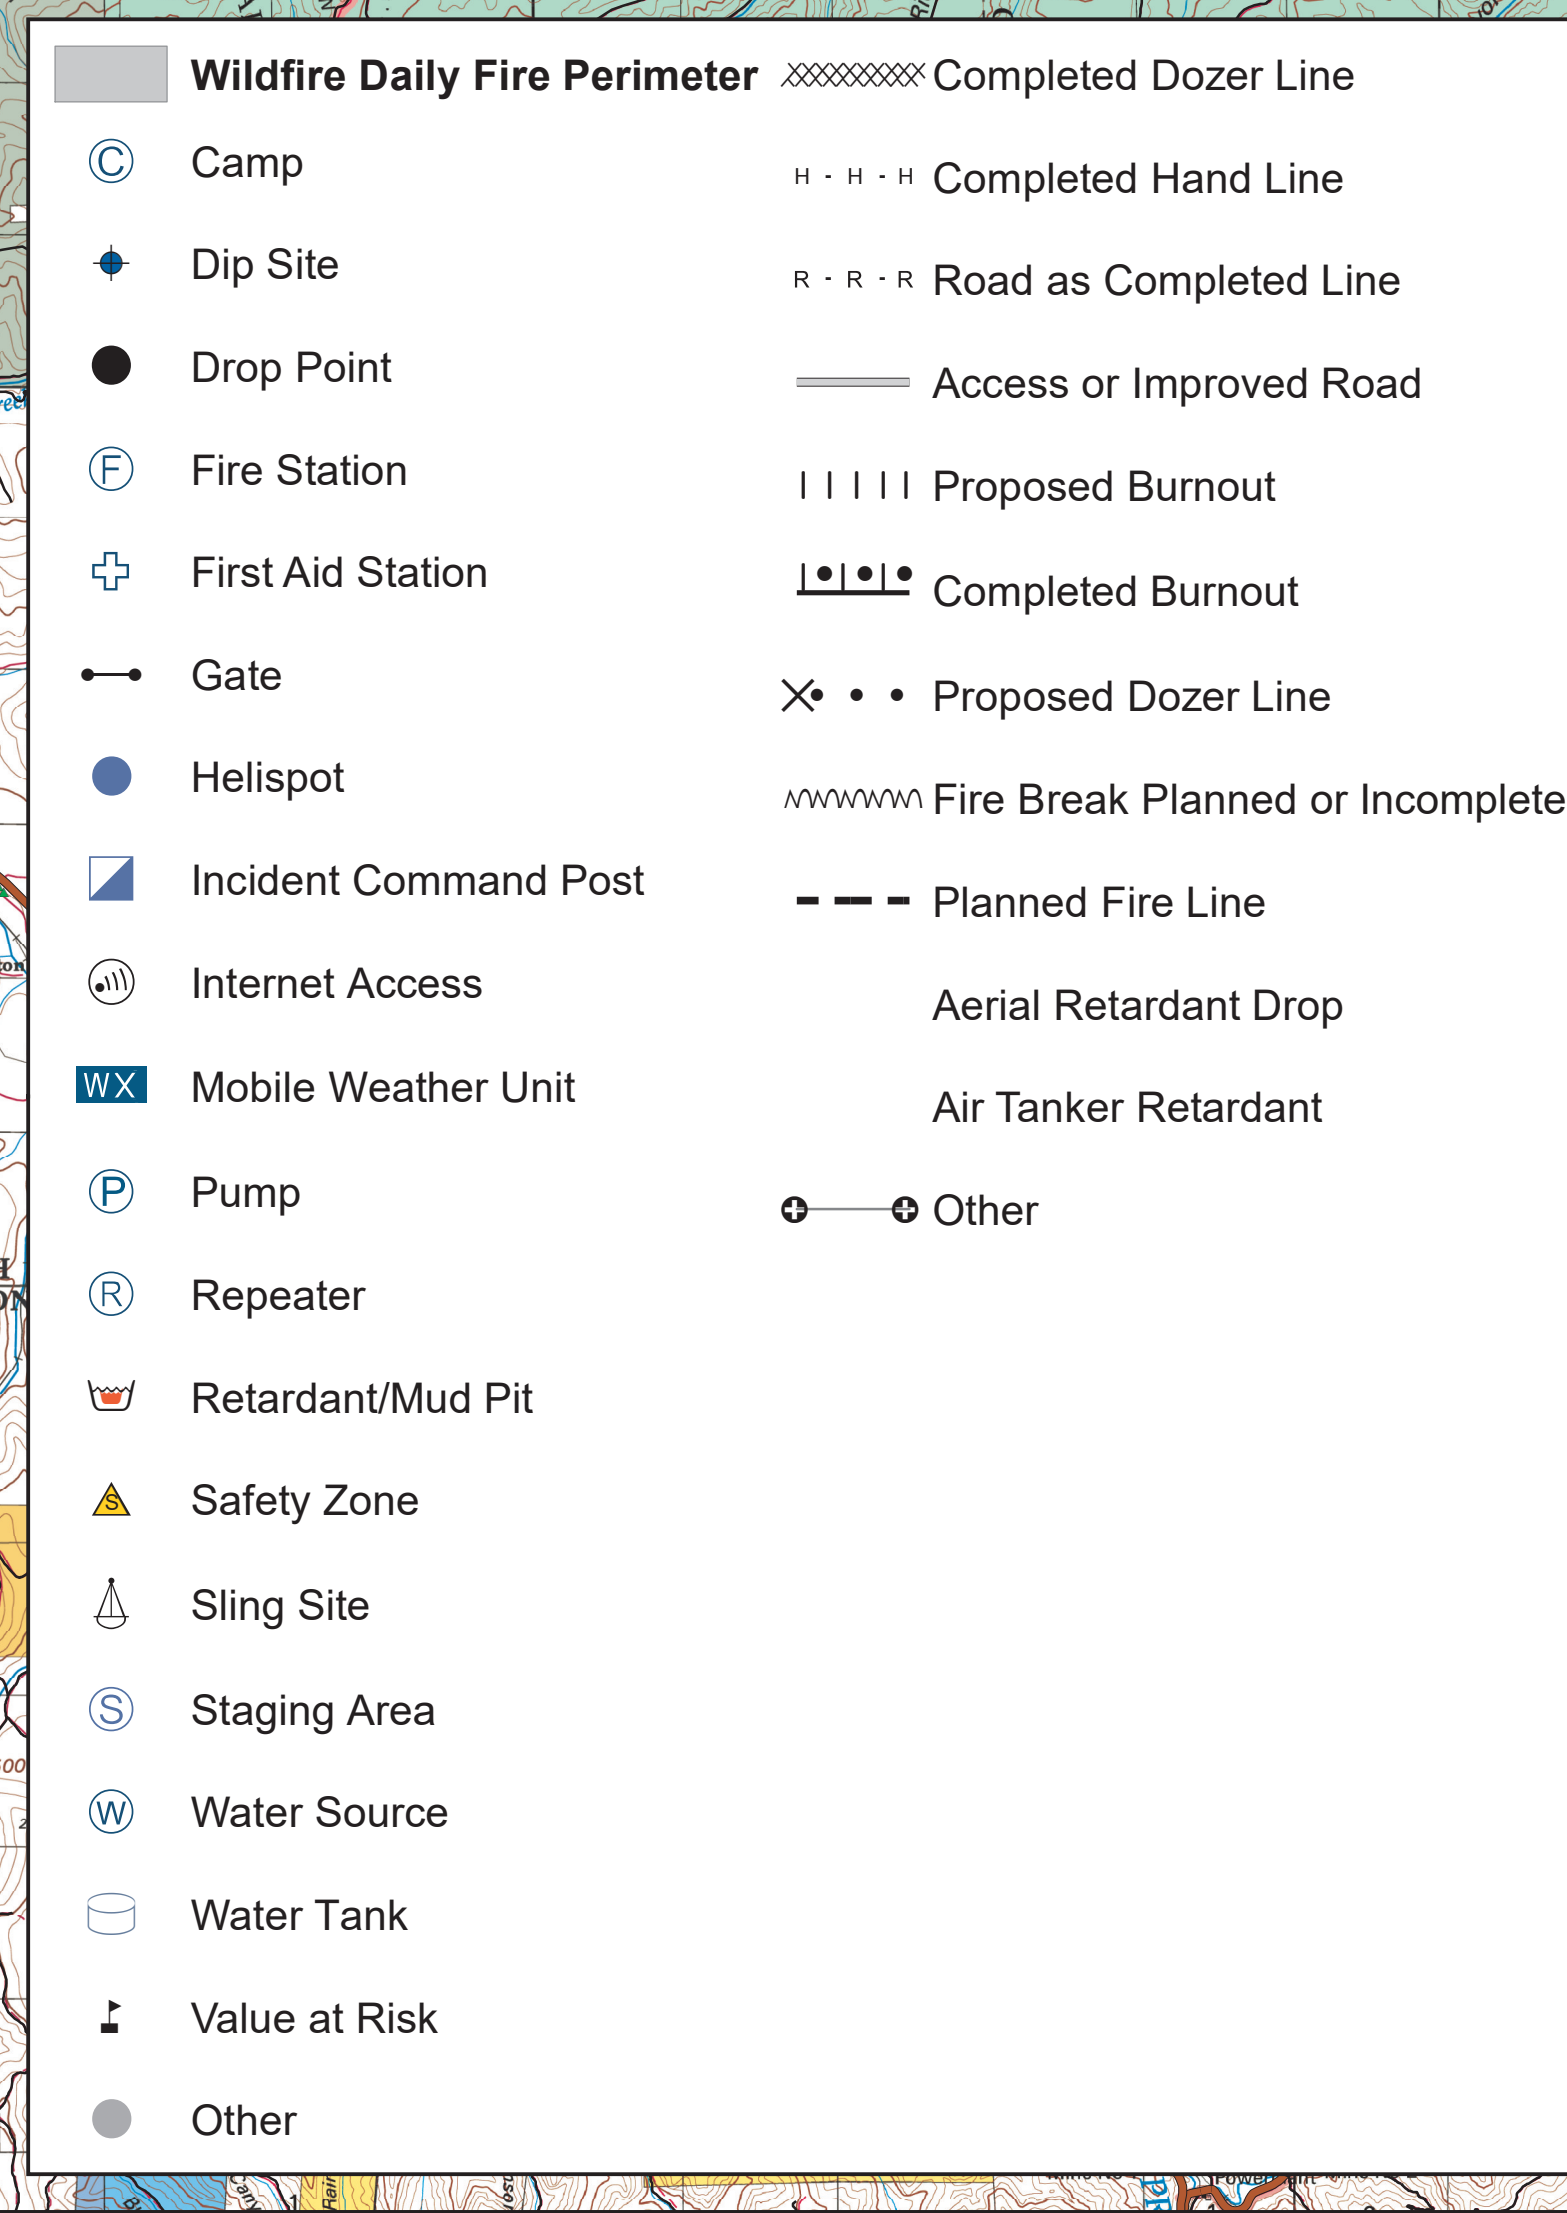 Wildfire Daily Fire Perimeter
C Camp
Dip Site
Drop Point
F Fire Station
First Aid Station
Gate
Helispot
Incident Command Post
Internet Access
WX Mobile Weather Unit
P Pump
R Repeater
Retardant/Mud Pit
S Safety Zone
Sling Site
S Staging Area
W Water Source
Water Tank
Value at Risk
Other
Completed Dozer Line
H - H - H Completed Hand Line
R - R - R Road as Completed Line
Access or Improved Road
Proposed Burnout
Completed Burnout
Proposed Dozer Line
Fire Break Planned or Incomplete
Planned Fire Line
Aerial Retardant Drop
Air Tanker Retardant
Other